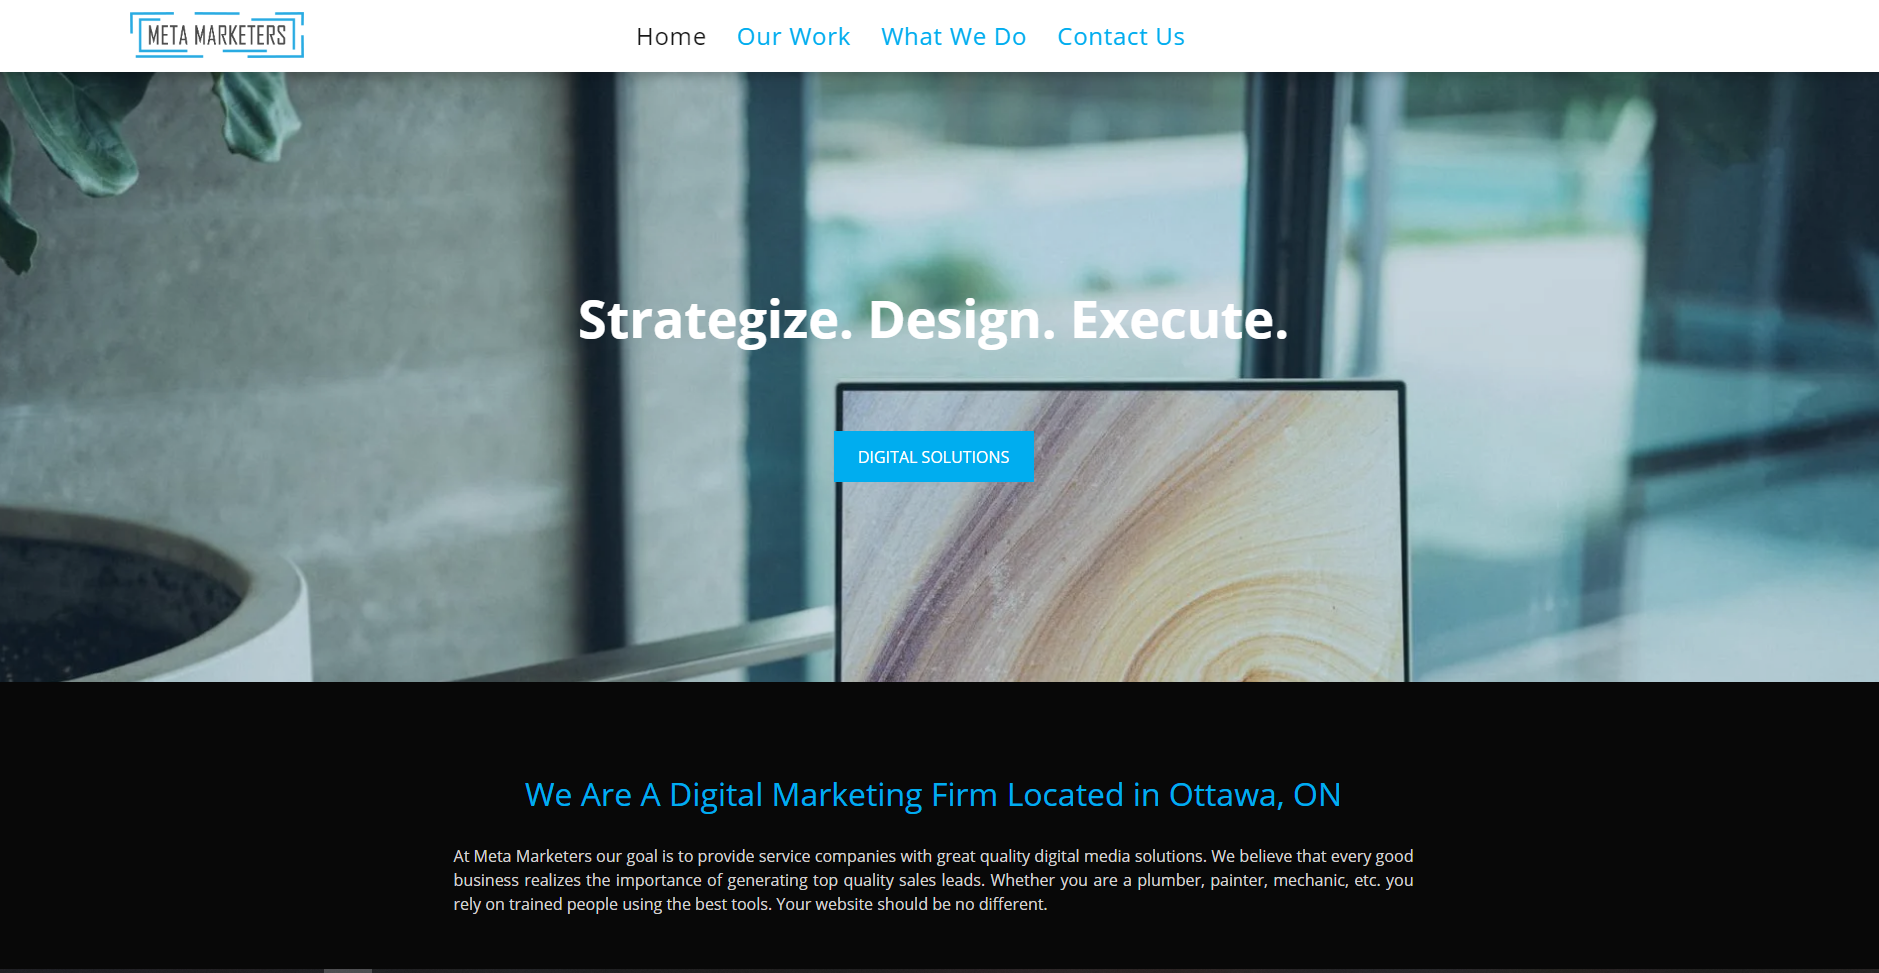 META MARKETERS
Home Our Work What We Do Contact Us
Strategize. Design. Execute.
DIGITAL SOLUTIONS
We Are A Digital Marketing Firm Located in Ottawa, ON
At Meta Marketers our goal is to provide service companies with great quality digital media solutions. We believe that every good
business realizes the importance of generating top quality sales leads. Whether you are a plumber, painter, mechanic, etc. you
rely on trained people using the best tools. Your website should be no different.